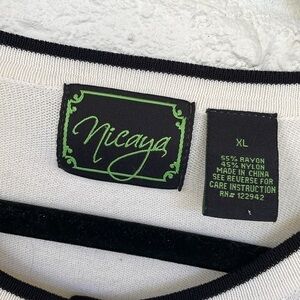 Nicaya
XL
55% RAYON
45% NYLON
MADE IN CHINA
SEE REVERSE FOR
CARE INSTRUCTION
RN# 122942